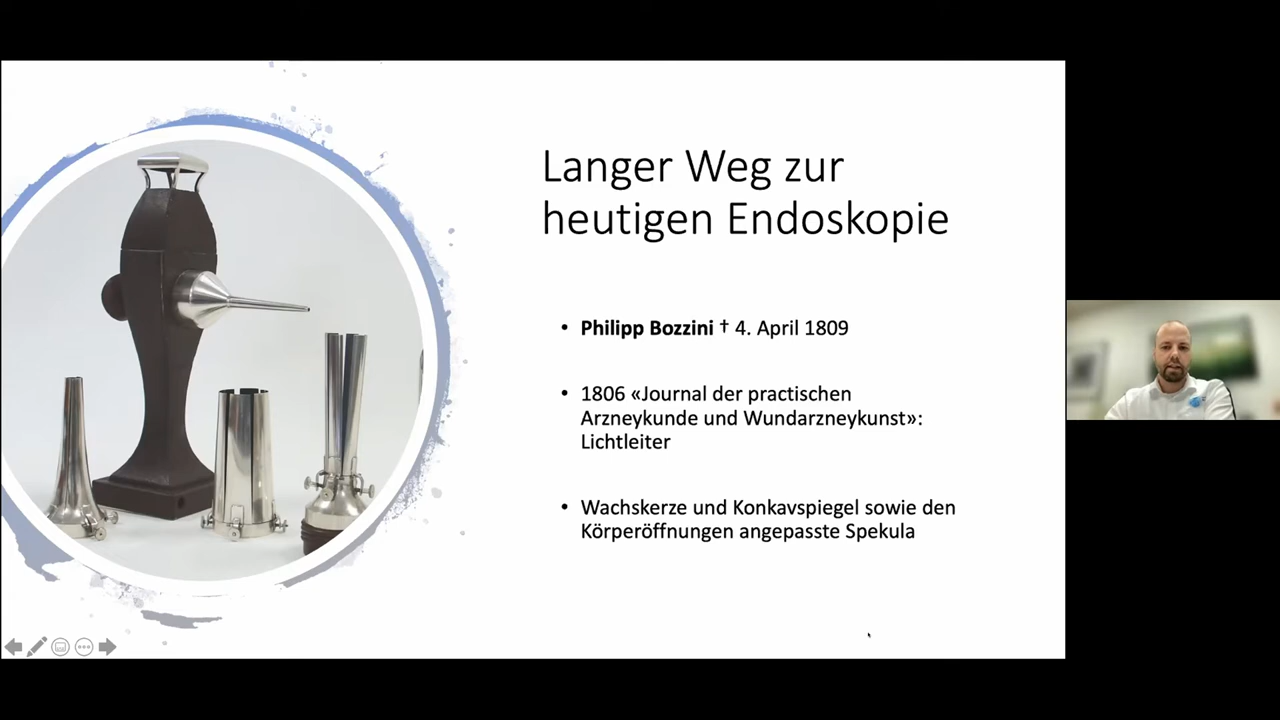 Langer Weg zur
heutigen Endoskopie
• Philipp Bozzini † 4. April 1809
• 1806 «Journal der practischen
Arzneykunde und Wundarzneykunst»:
Lichtleiter
• Wachskerze und Konkavspiegel sowie den
Körperöffnungen angepasste Spekula